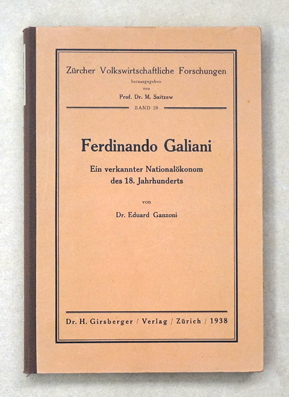 Zürcher Volkswirtschaftliche Forschungen
herausgegeben
von
Prof. Dr. M. Saitzew
BAND 28
Ferdinando Galiani
Ein verkannter Nationalökonom
des 18. Jahrhunderts
von
Dr. Eduard Ganzoni
Dr. H. Girsberger / Verlag / Zürich / 1938